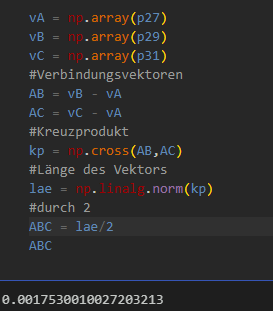 vA = np.array(p27)
vB = np.array(p29)
vC = np.array(p31)
#Verbindungsvektoren
AB = vB - vA
AC = vC - vA
#Kreuzprodukt
kp = np.cross(AB,AC)
#Länge des Vektors
lae = np.linalg.norm(kp)
#durch 2
ABC = lae/2
ABC
0.0017530010027203213